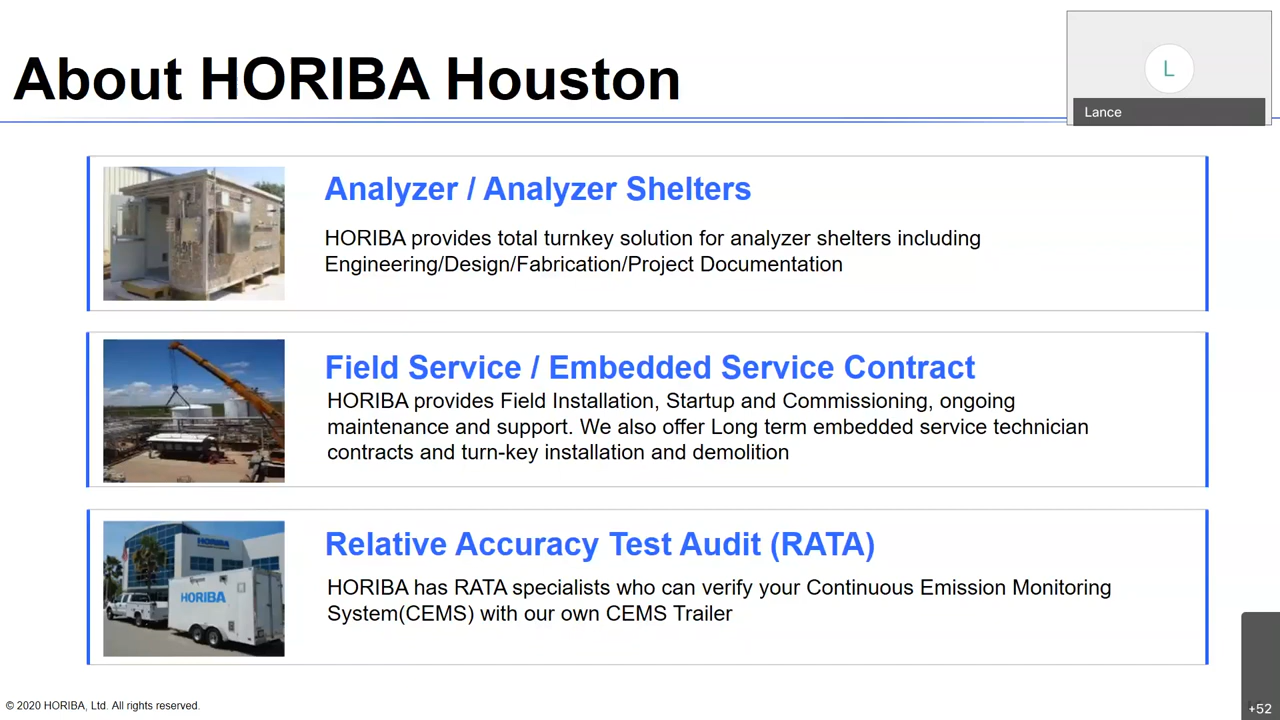 About HORIBA Houston
L
Lance
Analyzer / Analyzer Shelters
HORIBA provides total turnkey solution for analyzer shelters including
Engineering/Design/Fabrication/Project Documentation
Field Service / Embedded Service Contract
HORIBA provides Field Installation, Startup and Commissioning, ongoing
maintenance and support. We also offer Long term embedded service technician
contracts and turn-key installation and demolition
Relative Accuracy Test Audit (RATA)
HORIBA has RATA specialists who can verify your Continuous Emission Monitoring
System(CEMS) with our own CEMS Trailer
HORIBA
HORIBA
© 2020 HORIBA, Ltd. All rights reserved.
+52